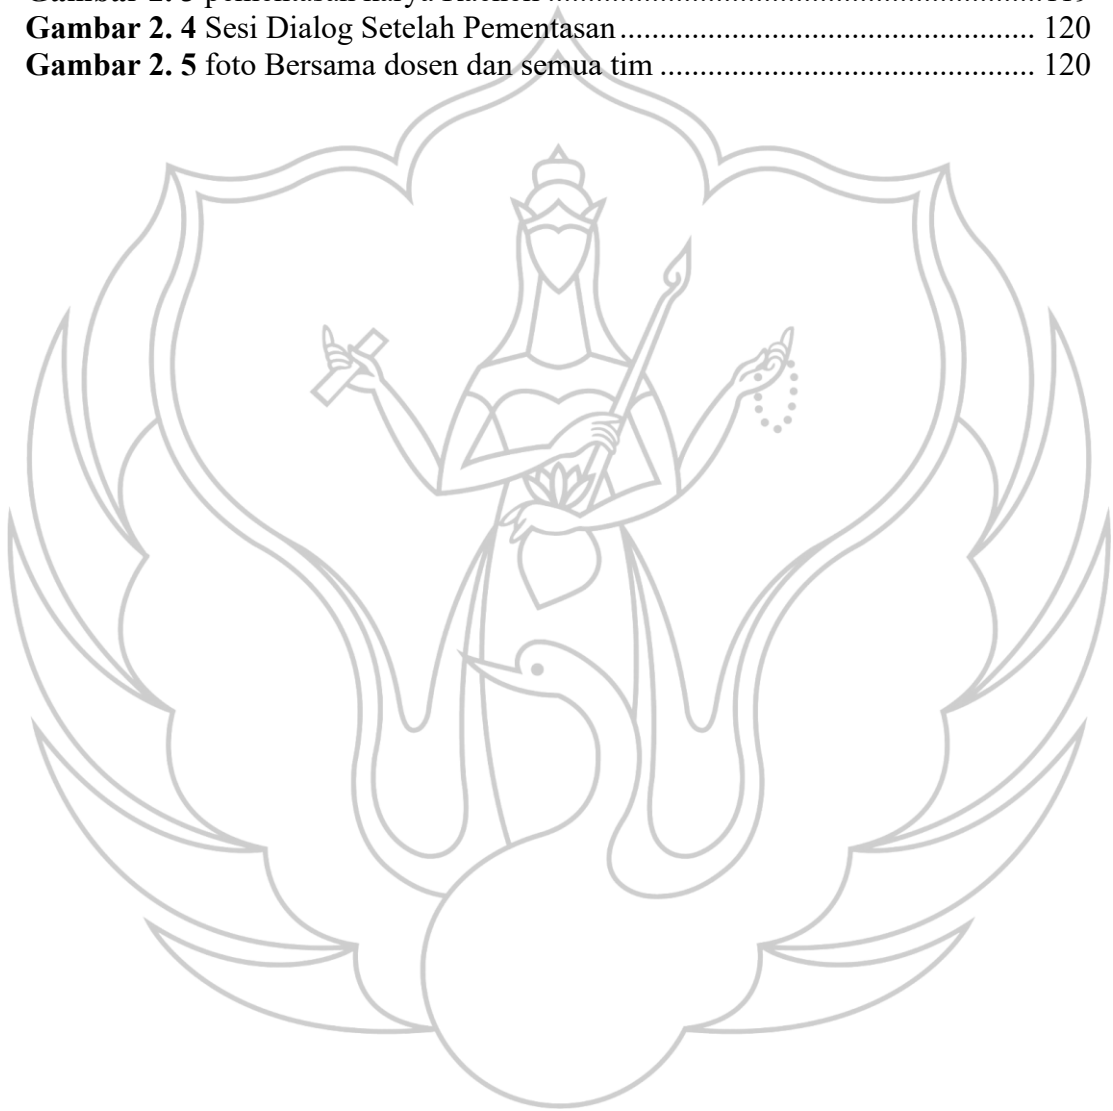 Gambar 2. 4 Sesi Dialog Setelah Pementasan.................................................. 120
Gambar 2. 5 foto Bersama dosen dan semua tim ............................................. 120